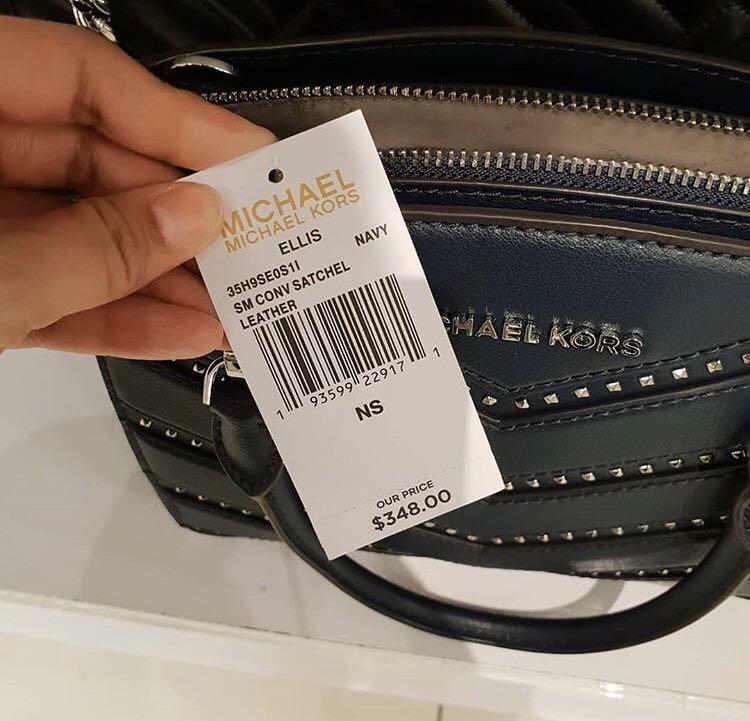 MICHAEL
MICHAEL KORS
ELLIS
NAVY
35H9SE0S1I
SM CONV SATCHEL
LEATHER
1 93599 22917 1
NS
OUR PRICE
$348.00
CHAEL KORS